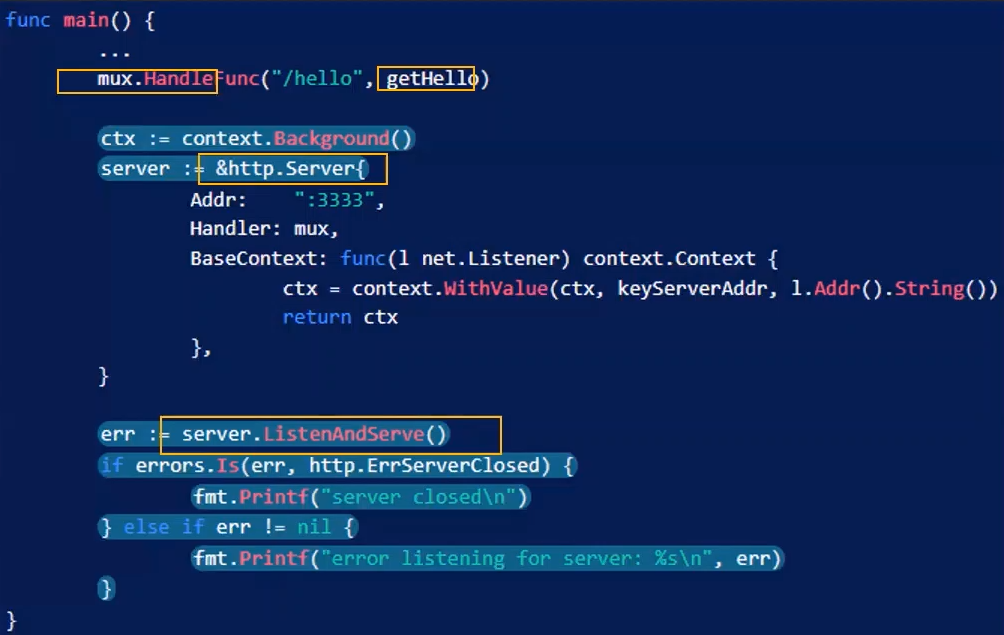 func main() {
...
mux.HandleFunc("/hello", getHello)
ctx := context.Background()
server := &http.Server{
Addr: ":3333",
Handler: mux,
BaseContext: func(l net.Listener) context.Context {
ctx = context.WithValue(ctx, keyServerAddr, l.Addr().String())
return ctx
},
}
err := server.ListenAndServe()
if errors.Is(err, http.ErrServerClosed) {
fmt.Printf("server closed\n")
} else if err != nil {
fmt.Printf("error listening for server: %s\n", err)
}
}